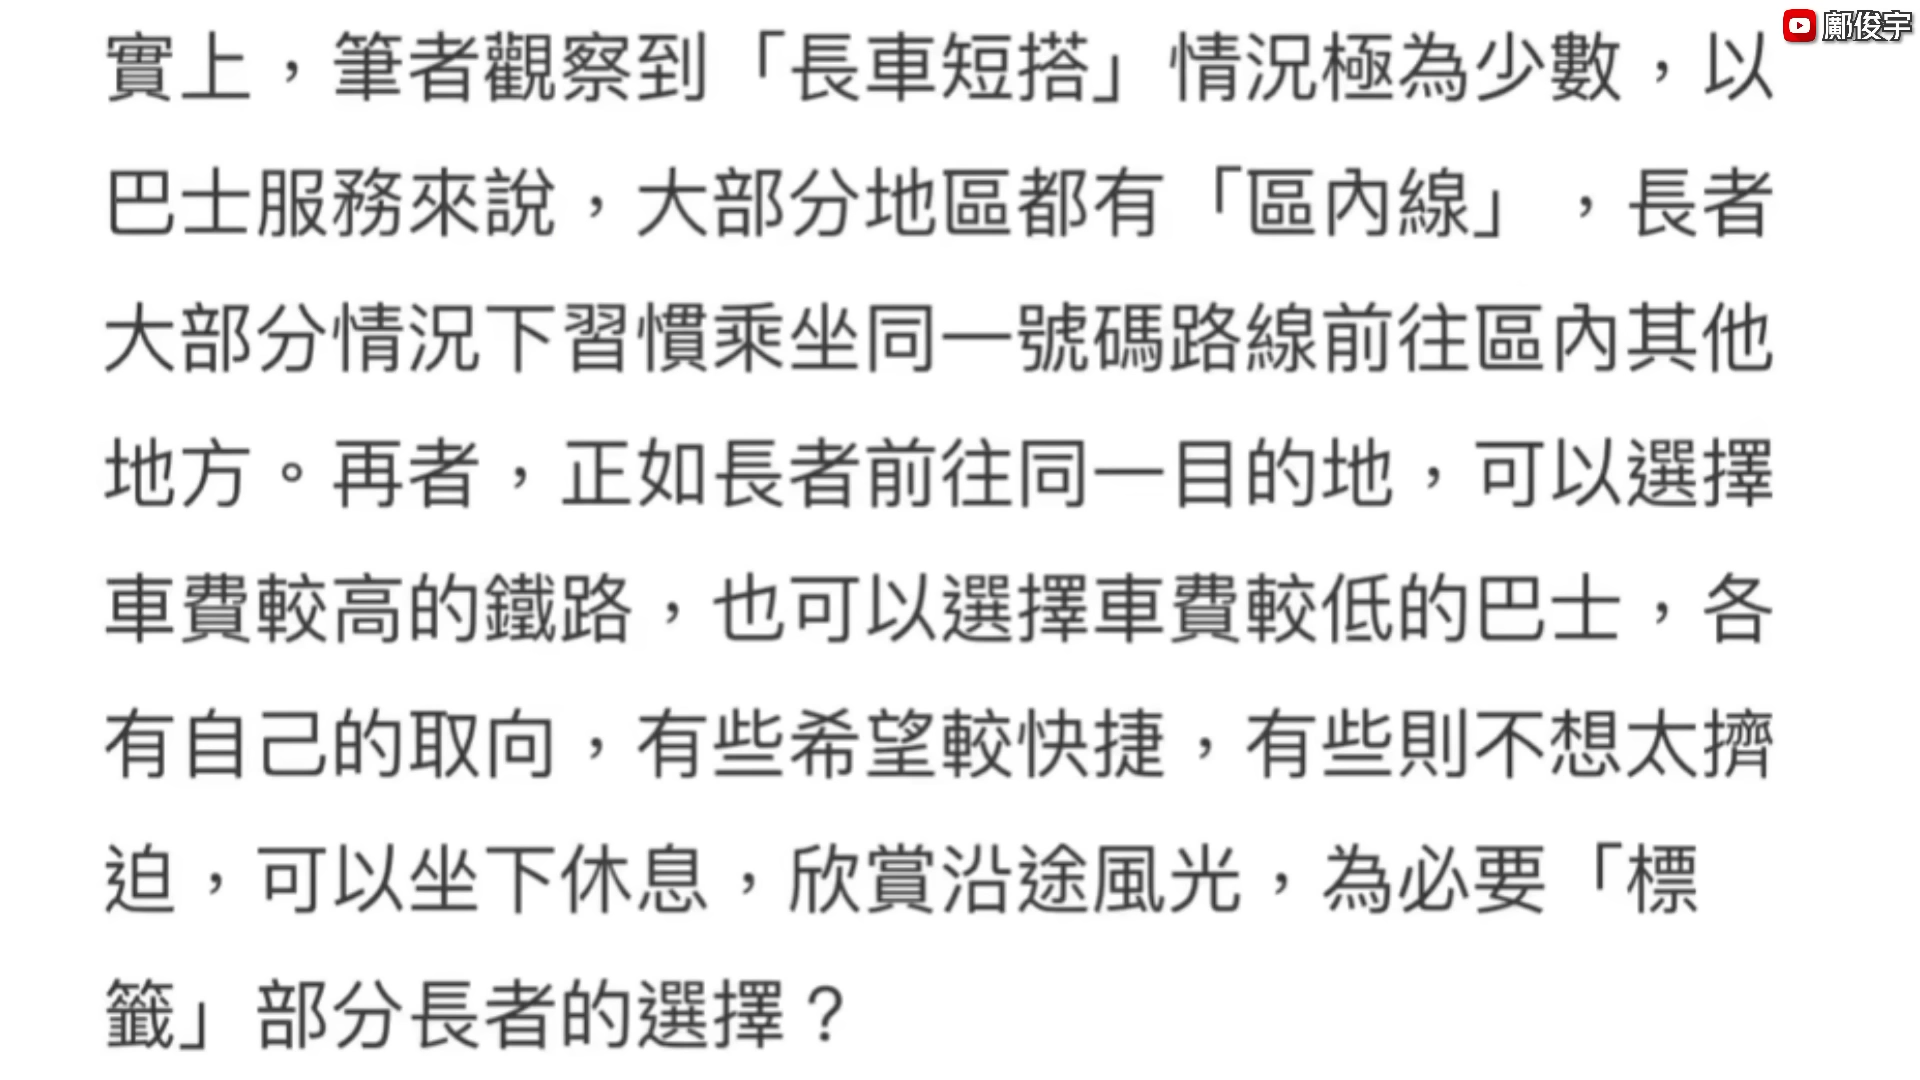 鄺俊宇
實上，筆者觀察到「長車短搭」情況極為少數，以
巴士服務來說，大部分地區都有「區內線」，長者
大部分情況下習慣乘坐同一號碼路線前往區內其他
地方。再者，正如長者前往同一目的地，可以選擇
車費較高的鐵路，也可以選擇車費較低的巴士，各
有自己的取向，有些希望較快捷，有些則不想太擠
迫，可以坐下休息，欣賞沿途風光，為必要「標
籤」部分長者的選擇？